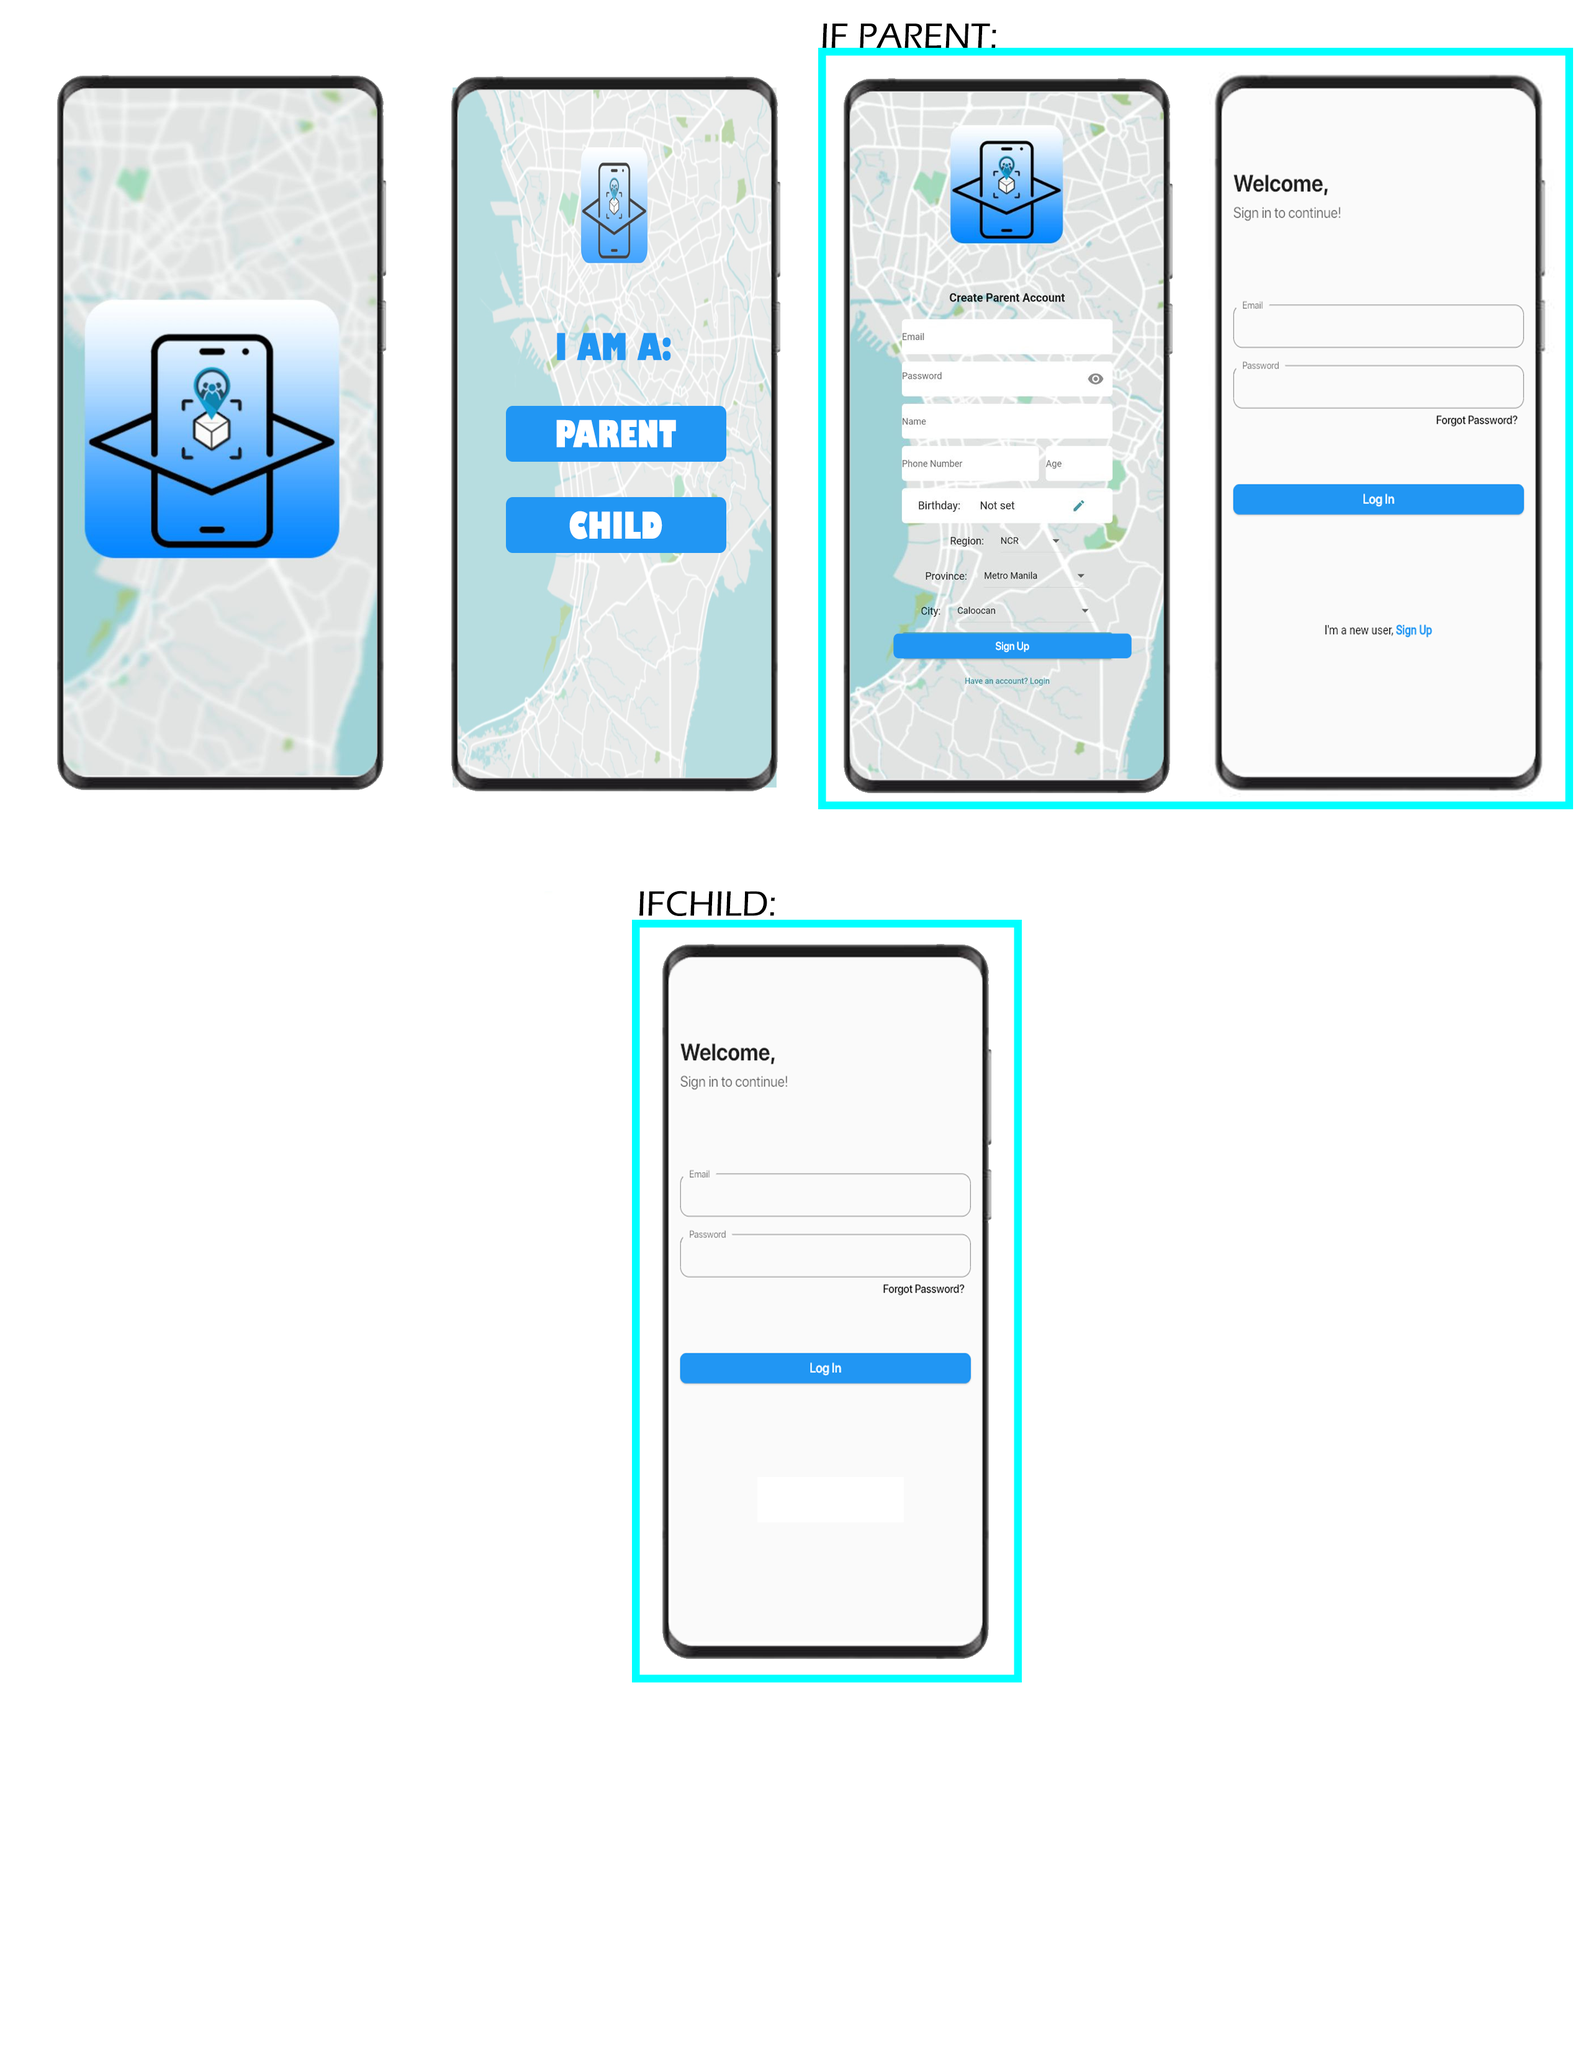 IF PARENT:
I AM A:
PARENT
CHILD
Create Parent Account
Email
Password
Name
Phone Number Age
Birthday: Not set
Region: NCR
Province: Metro Manila
City: Caloocan
Sign Up
Have an account? Login
Welcome,
Sign in to continue!
Email
Password
Forgot Password?
Log In
I'm a new user, Sign Up
IFCHILD:
Welcome,
Sign in to continue!
Email
Password
Forgot Password?
Log In